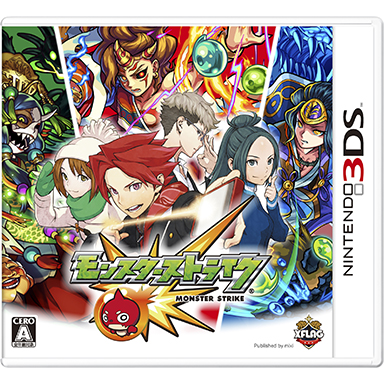 NINTENDO 3DS
モンスターストライク
MONSTER STRIKE
CERO
A
XFLAG
Published by mixi